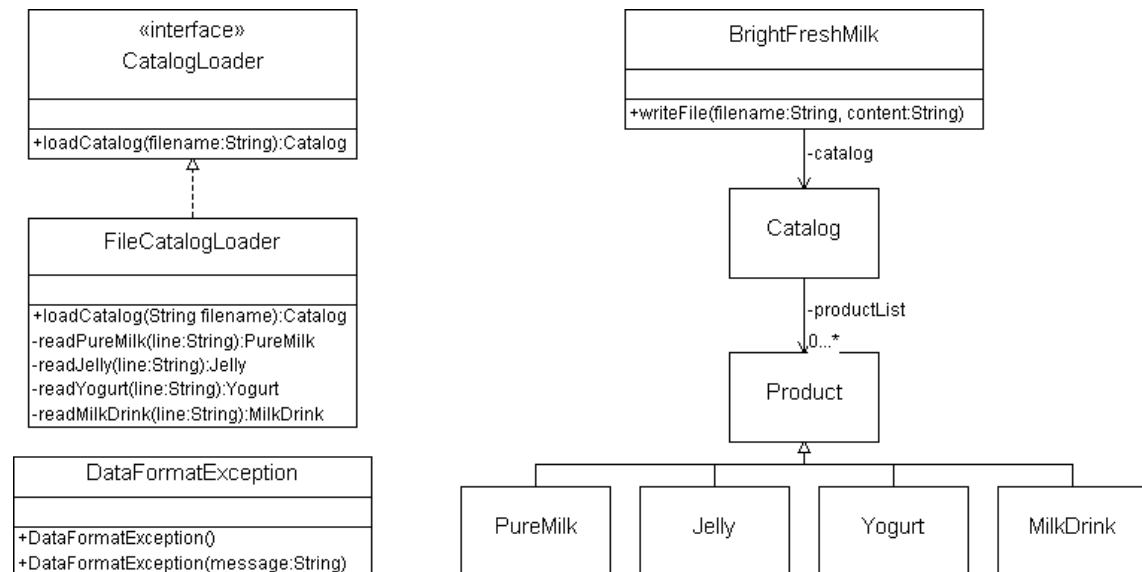 «interface»
CatalogLoader
+loadCatalog(filename:String):Catalog
FileCatalogLoader
+loadCatalog(String filename):Catalog
-readPureMilk(line:String):PureMilk
-readJelly(line:String):Jelly
-readYogurt(line:String):Yogurt
-readMilkDrink(line:String):MilkDrink
DataFormatException
+DataFormatException()
+DataFormatException(message:String)
BrightFreshMilk
+writeFile(filename:String, content:String)
-catalog
Catalog
-productList
0...*
Product
PureMilk
Jelly
Yogurt
MilkDrink